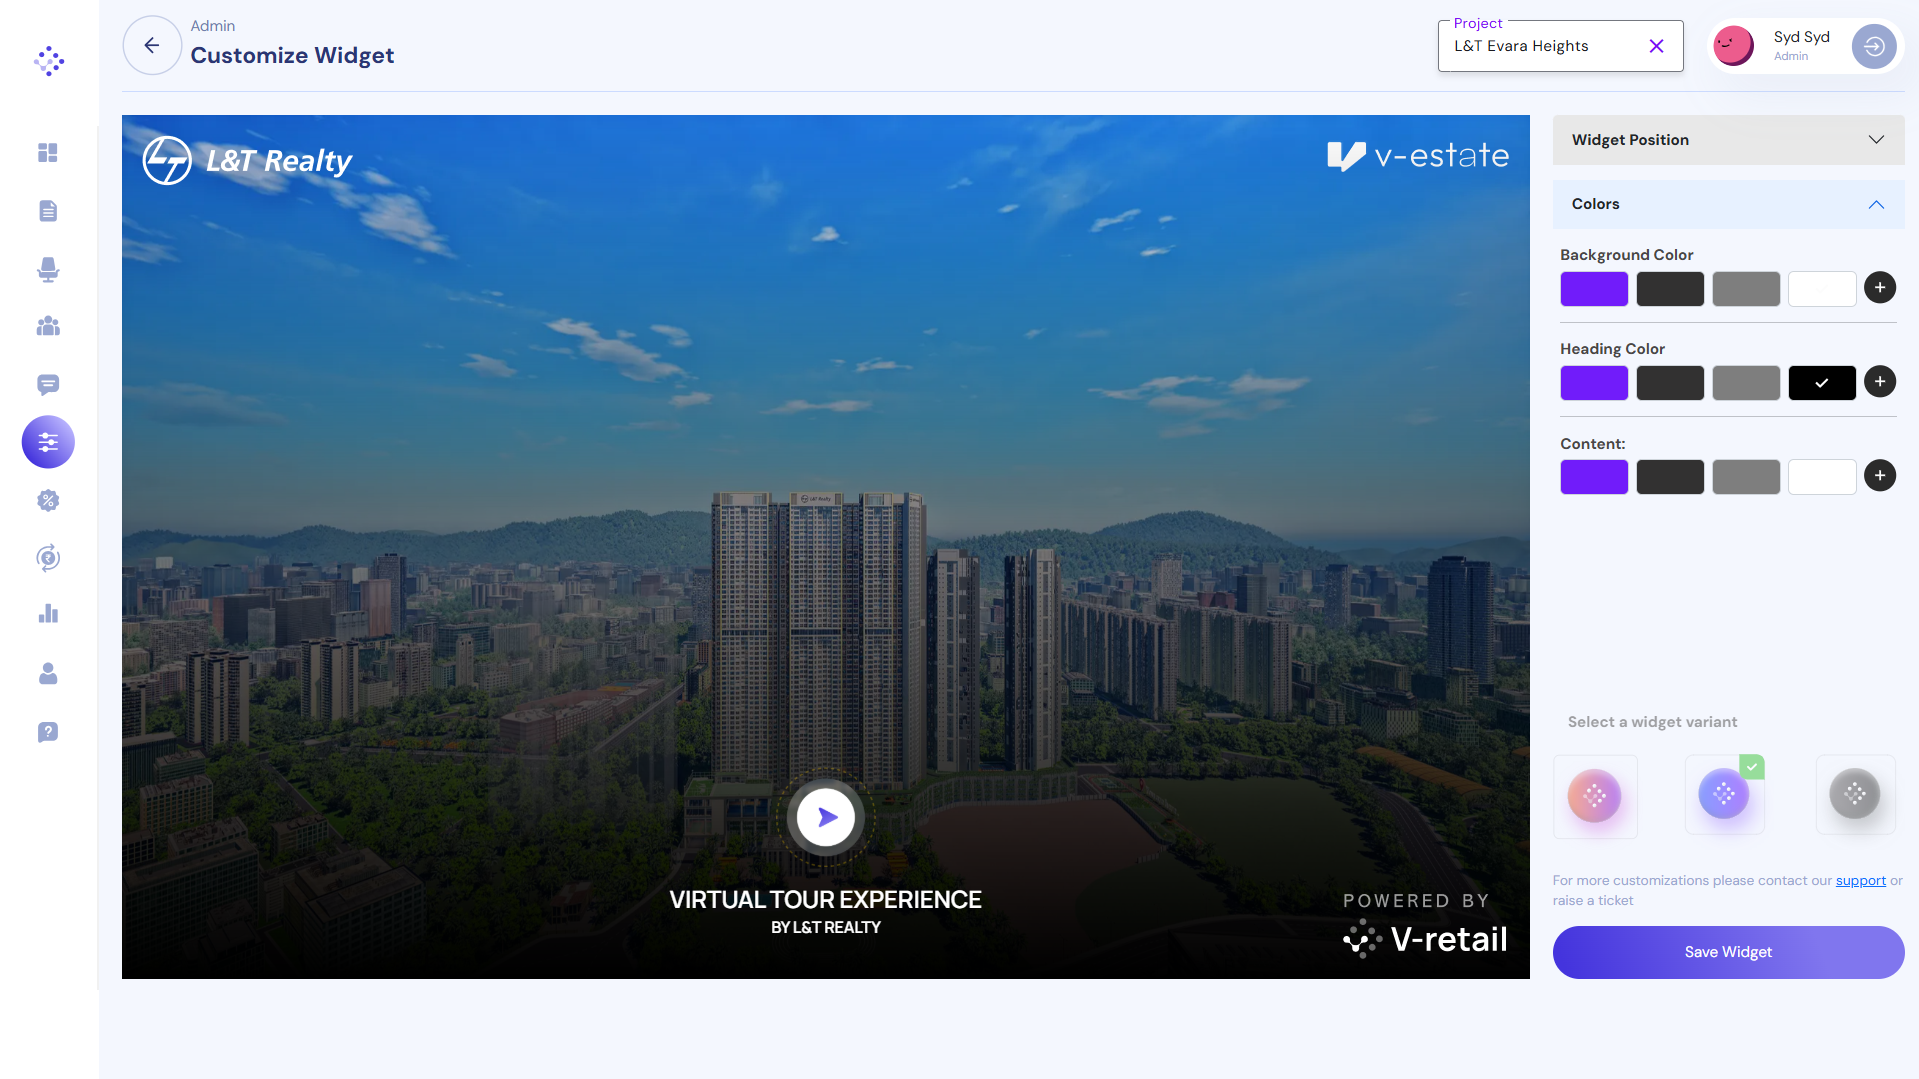 Admin
Customize Widget
Project
L&T Evara Heights
Syd Syd
Admin
L&T Realty
v-estate
L&T Realty
VIRTUAL TOUR EXPERIENCE
BY L&T REALTY
POWERED BY
V-retail
Widget Position
Colors
Background Color
Heading Color
Content:
Select a widget variant
For more customizations please contact our support or
raise a ticket
Save Widget